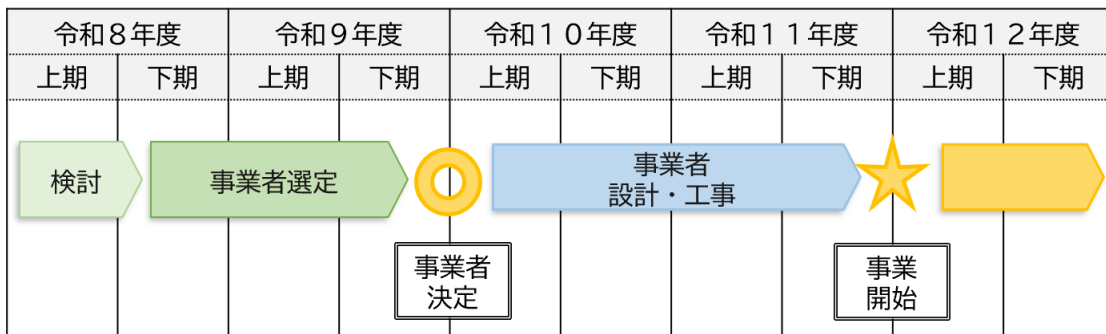 令和８年度 令和９年度 令和１０年度 令和１１年度 令和１２年度
上期 下期 上期 下期 上期 下期 上期 下期 上期 下期
検討
事業者選定
事業者
設計・工事
事業者
決定
事業
開始